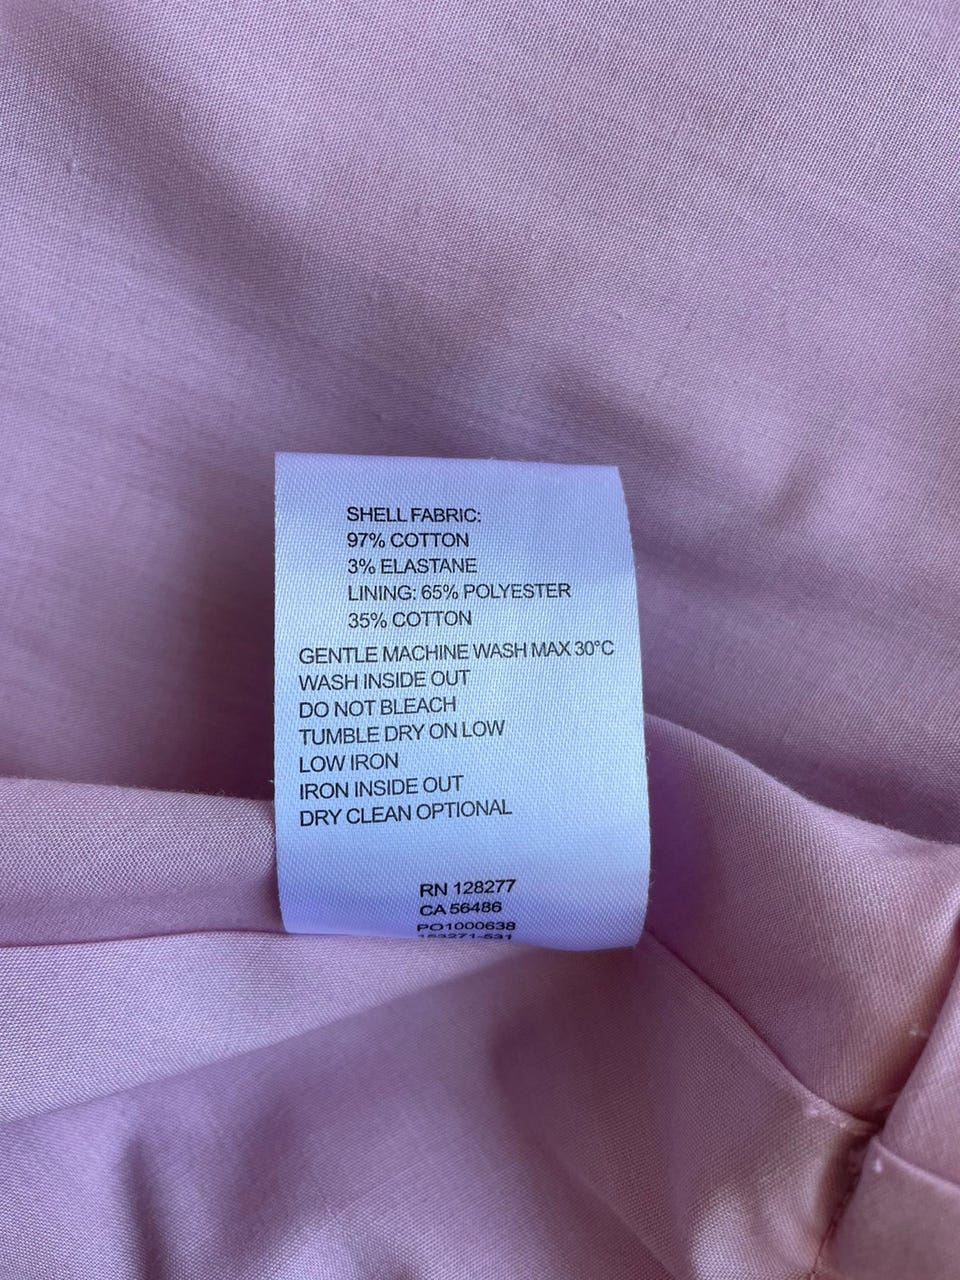 SHELL FABRIC:
97% COTTON
3% ELASTANE
LINING: 65% POLYESTER
35% COTTON
GENTLE MACHINE WASH MAX 30°C
WASH INSIDE OUT
DO NOT BLEACH
TUMBLE DRY ON LOW
LOW IRON
IRON INSIDE OUT
DRY CLEAN OPTIONAL
RN 128277
CA 56486
PO1000638